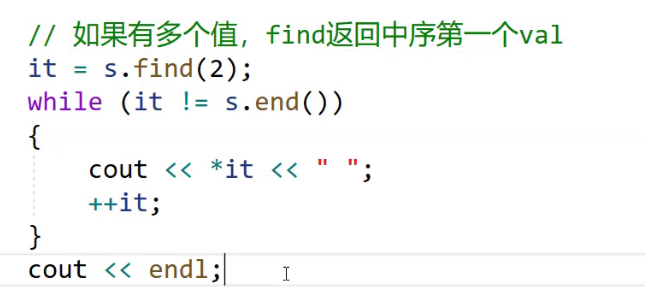 // 如果有多个值，find返回中序第一个val
it = s.find(2);
while (it != s.end())
{
    cout << *it << " ";
    ++it;
}
cout << endl;